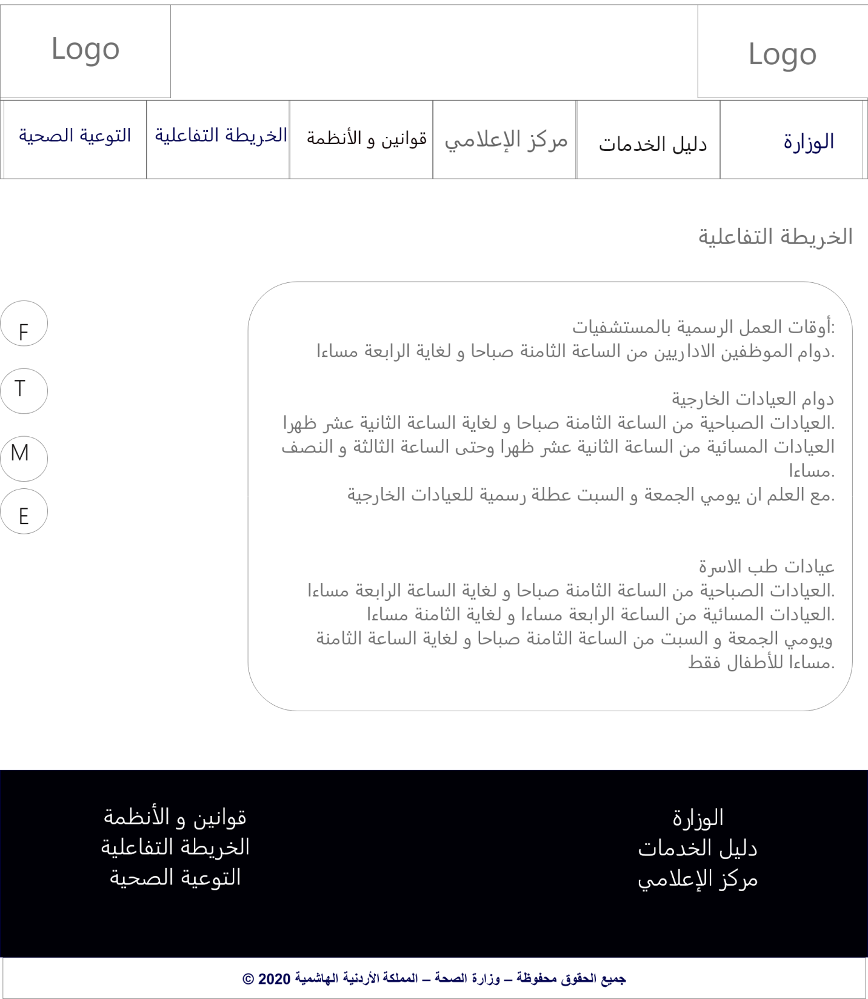 Logo
Logo
الوزارة
دليل الخدمات
مركز الإعلامي
قوانين و الأنظمة
الخريطة التفاعلية
التوعية الصحية
الخريطة التفاعلية
أوقات العمل الرسمية بالمستشفيات:
دوام الموظفين الاداريين من الساعة الثامنة صباحا و لغاية الرابعة مساءا.
دوام العيادات الخارجية
العيادات الصباحية من الساعة الثامنة صباحا و لغاية الساعة الثانية عشر ظهرا.
العيادات المسائية من الساعة الثانية عشر ظهرا وحتى الساعة الثالثة و النصف
مساءا.
مع العلم ان يومي الجمعة و السبت عطلة رسمية للعيادات الخارجية.
عيادات طب الاسرة
العيادات الصباحية من الساعة الثامنة صباحا و لغاية الساعة الرابعة مساءا.
العيادات المسائية من الساعة الرابعة مساءا و لغاية الثامنة مساءا.
ويومي الجمعة و السبت من الساعة الثامنة صباحا و لغاية الساعة الثامنة
مساءا للأطفال فقط.
F
T
M
E
الوزارة
دليل الخدمات
مركز الإعلامي
قوانين و الأنظمة
الخريطة التفاعلية
التوعية الصحية
جميع الحقوق محفوظة – وزارة الصحة – المملكة الأردنية الهاشمية 2020 ©